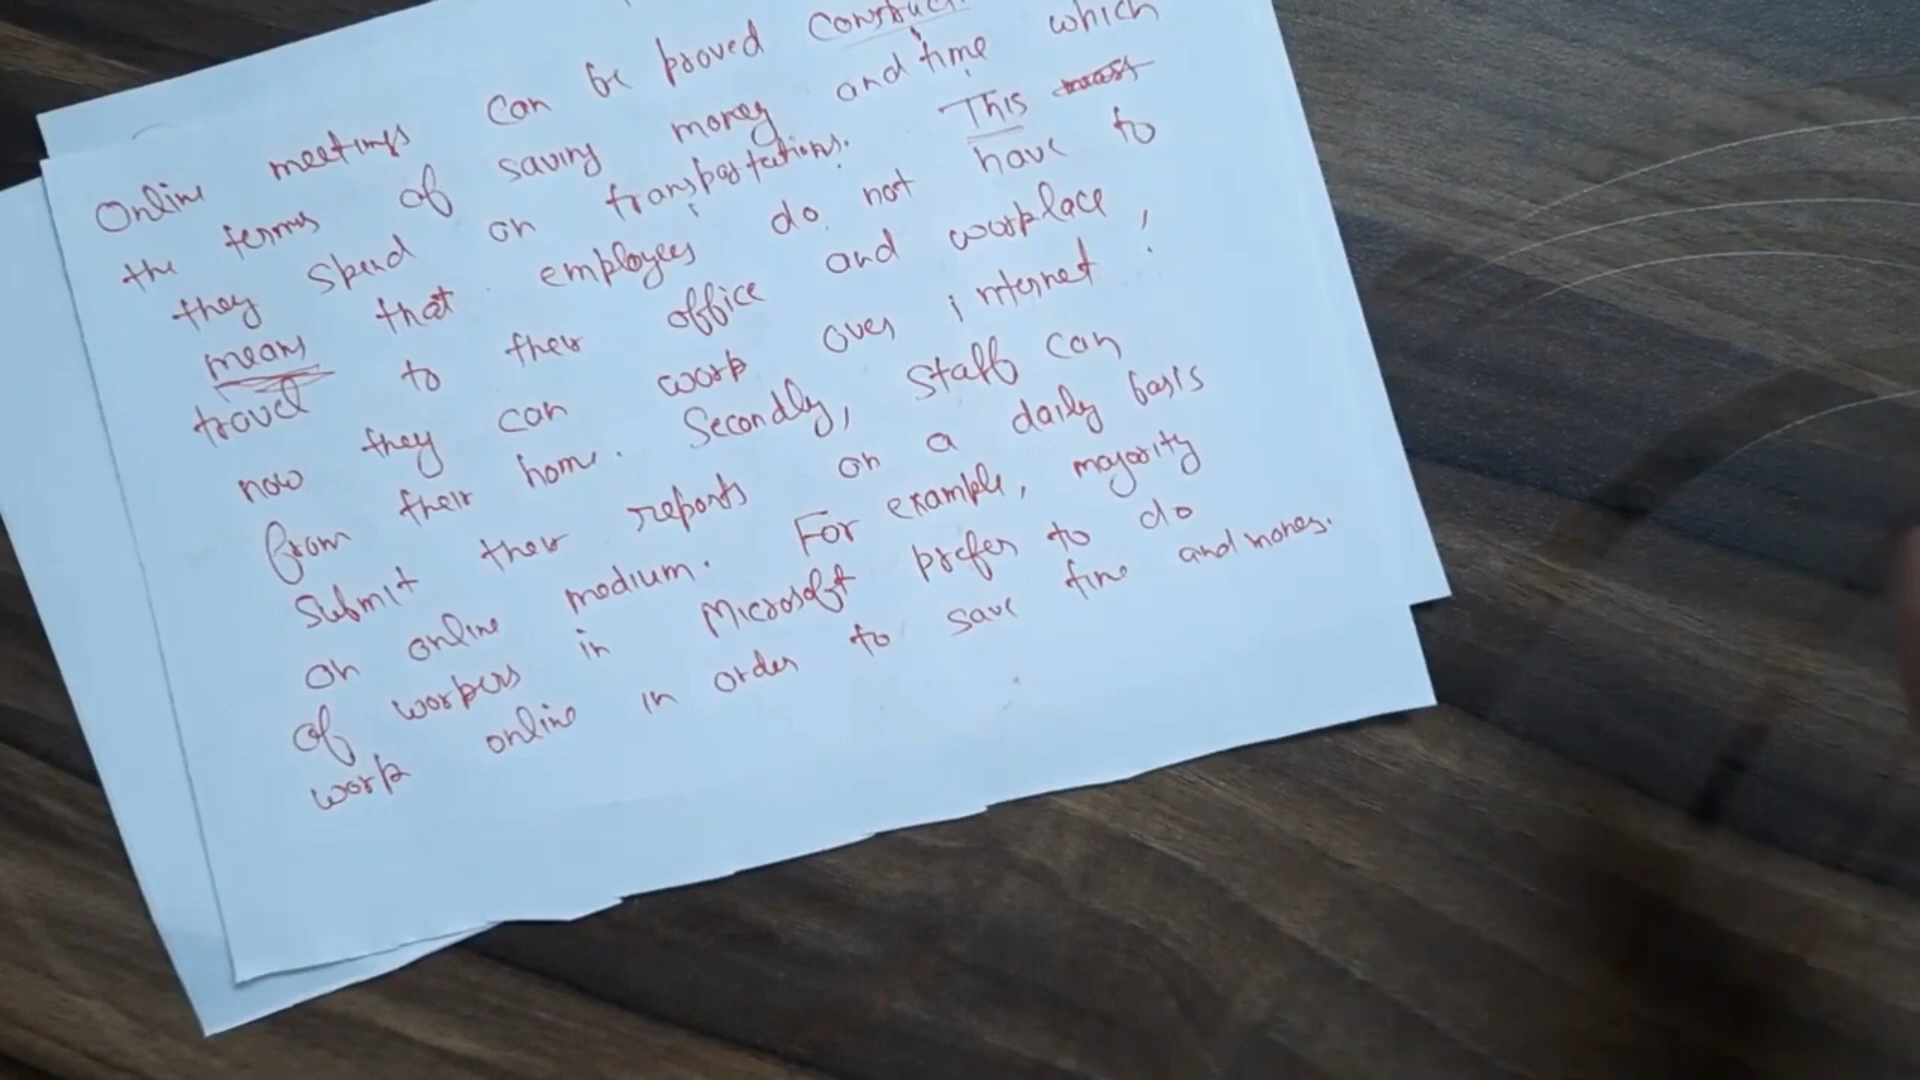 Online meetings can be proved
the terms of saving money and time which
they spend on transportations. This
means that employees do not have to
travel to their office and workplace,
now they can work over internet
from their home. Secondly, staff can
submit their reports on a daily basis
on online medium. For example, majority
of workers in Microsoft prefer to do
work online in order to save time and money.